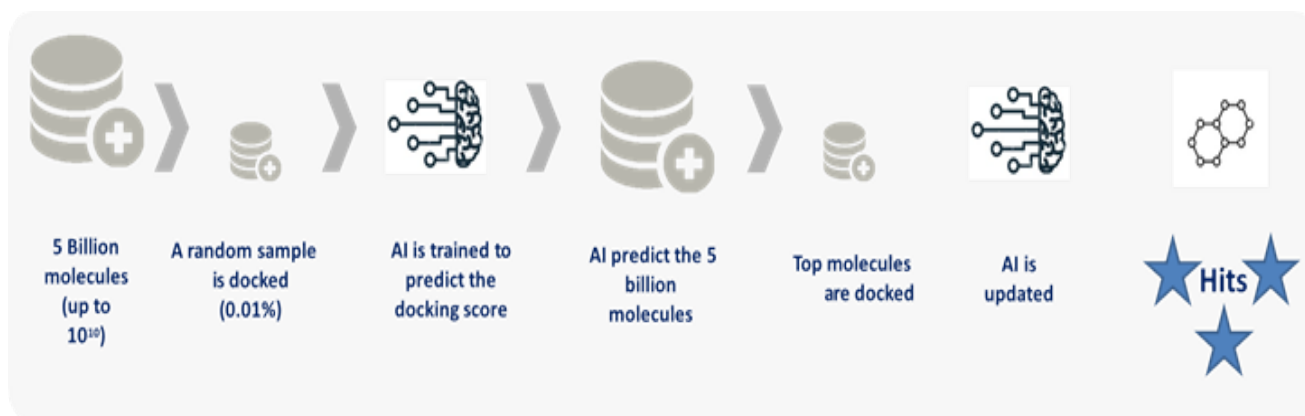 5 Billion
molecules
(up to
10¹⁰)
A random sample
is docked
(0.01%)
AI is trained to
predict the
docking score
AI predict the 5
billion
molecules
Top molecules
are docked
AI is
updated
Hits